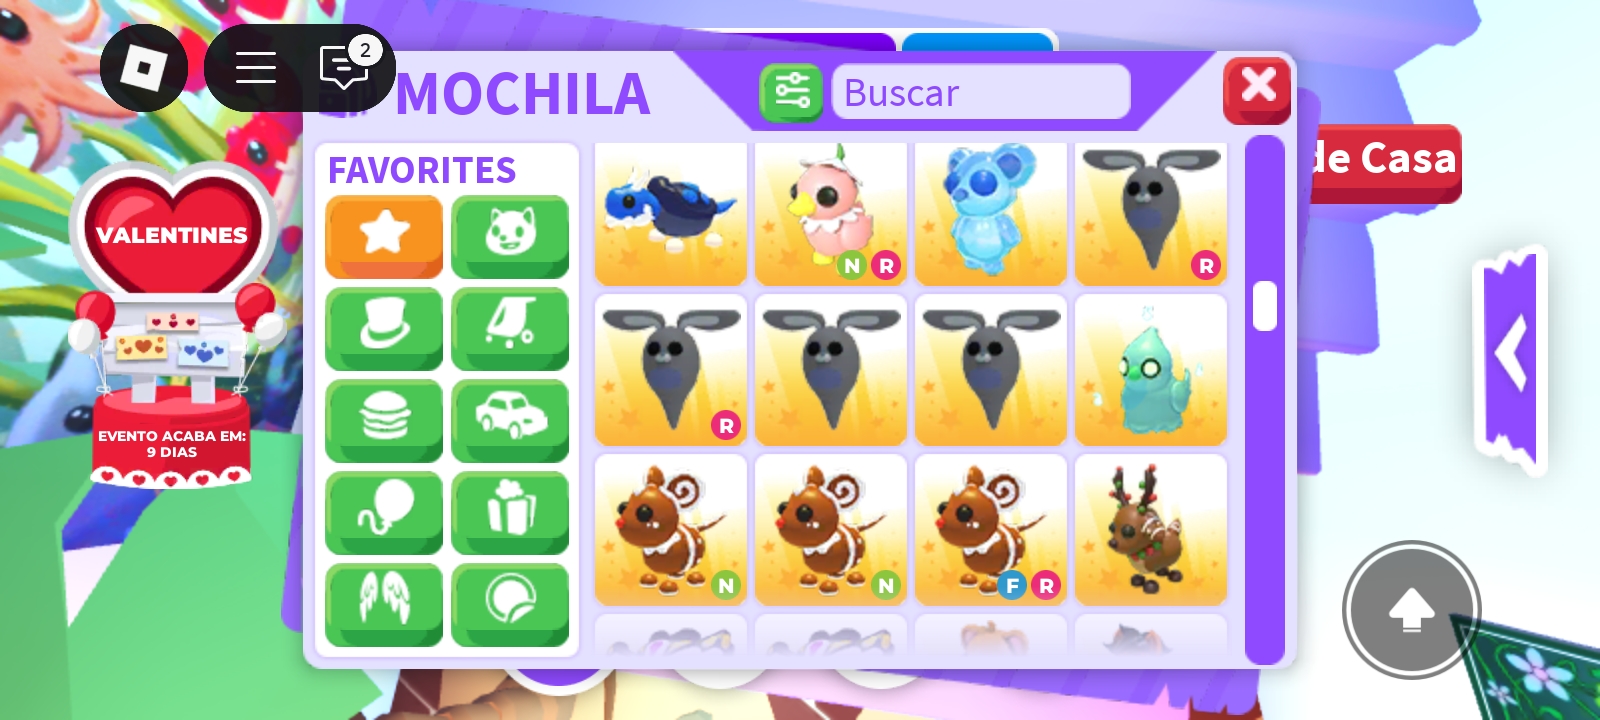 2
MOCHILA
Buscar
FAVORITES
de Casa
VALENTINES
EVENTO ACABA EM:
9 DIAS
N R
R
R
N
N
F R